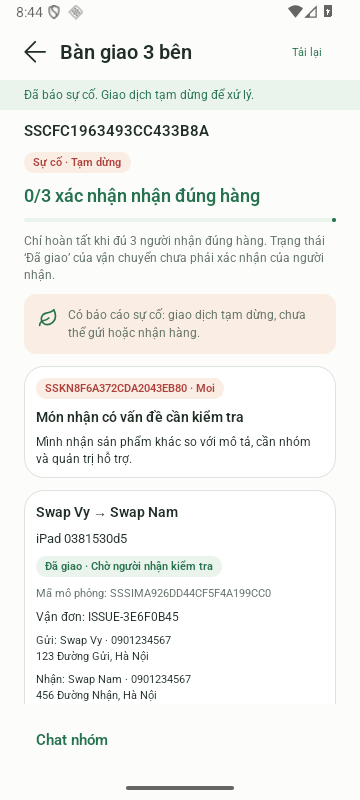 8:44
Bàn giao 3 bên
Tải lại
Đã báo sự cố. Giao dịch tạm dừng để xử lý.
SSCFC1963493CC433B8A
Sự cố · Tạm dừng
0/3 xác nhận nhận đúng hàng
Chỉ hoàn tất khi đủ 3 người nhận đúng hàng. Trạng thái
'Đã giao' của vận chuyển chưa phải xác nhận của người
nhận.
Có báo cáo sự cố: giao dịch tạm dừng, chưa
thể gửi hoặc nhận hàng.
SSKN8F6A372CDA2043EB80 · Moi
Món nhận có vấn đề cần kiểm tra
Mình nhận sản phẩm khác so với mô tả, cần nhóm
và quản trị hỗ trợ.
Swap Vy → Swap Nam
iPad 0381530d5
Đã giao · Chờ người nhận kiểm tra
Mã mô phỏng: SSSIMA926DD44CF5F4A199CC0
Vận đơn: ISSUE-3E6F0B45
Gửi: Swap Vy · 0901234567
123 Đường Gửi, Hà Nội
Nhận: Swap Nam · 0901234567
456 Đường Nhận, Hà Nội
Chat nhóm